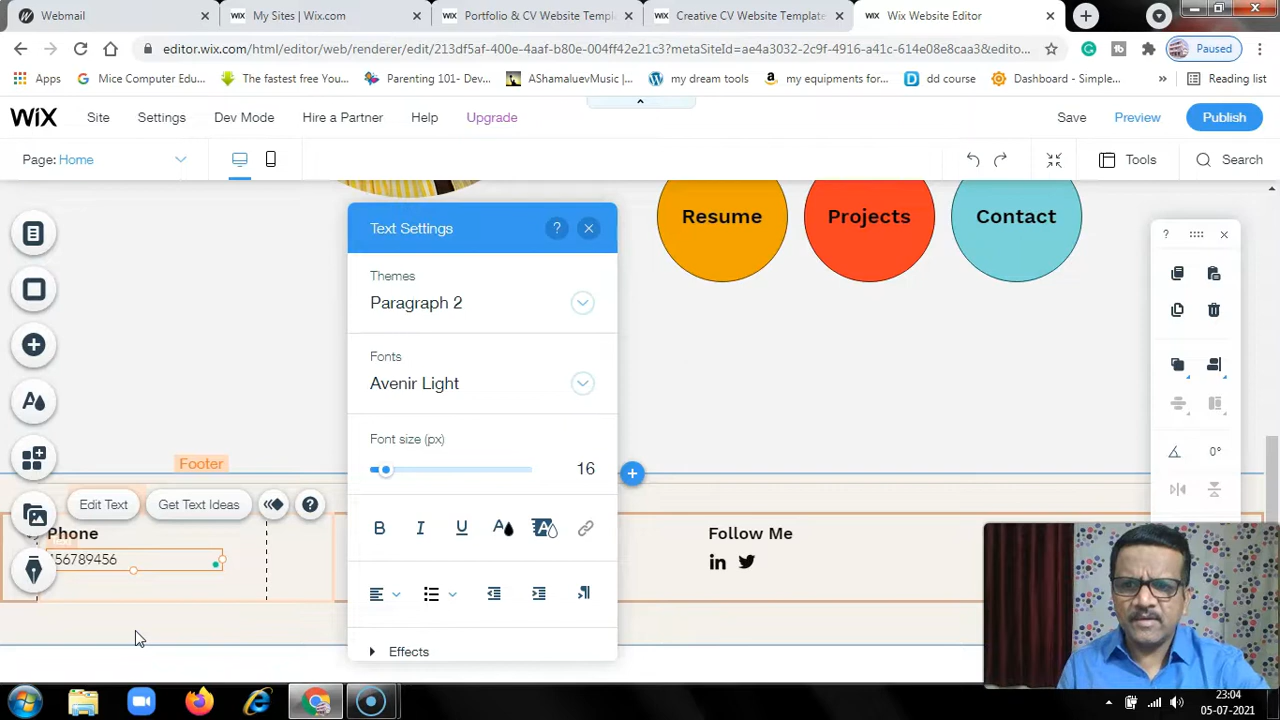 Webmail
My Sites | Wix.com
Portfolio & CV Website Templ
Creative CV Website Template
Wix Website Editor
editor.wix.com/html/editor/web/renderer/edit/213df5af-400e-4aaf-b80e-004ff42e21c3?metaSiteId=ae4a3032-2c9f-4916-a41c-614e08e8caa3&edito...
Paused
Apps
Mice Computer Edu...
The fastest free You...
Parenting 101- Dev...
AShamaluevMusic |...
my dream tools
my equipments for...
dd course
Dashboard - Simple...
»
Reading list
WiX
Site
Settings
Dev Mode
Hire a Partner
Help
Upgrade
Save
Preview
Publish
Page: Home
Tools
Search
Resume
Projects
Contact
Text Settings
?
Themes
Paragraph 2
Fonts
Avenir Light
Font size (px)
16
B I U
Effects
Footer
Edit Text
Get Text Ideas
Phone
456789456
Follow Me
in
?
0°
23:04
05-07-2021